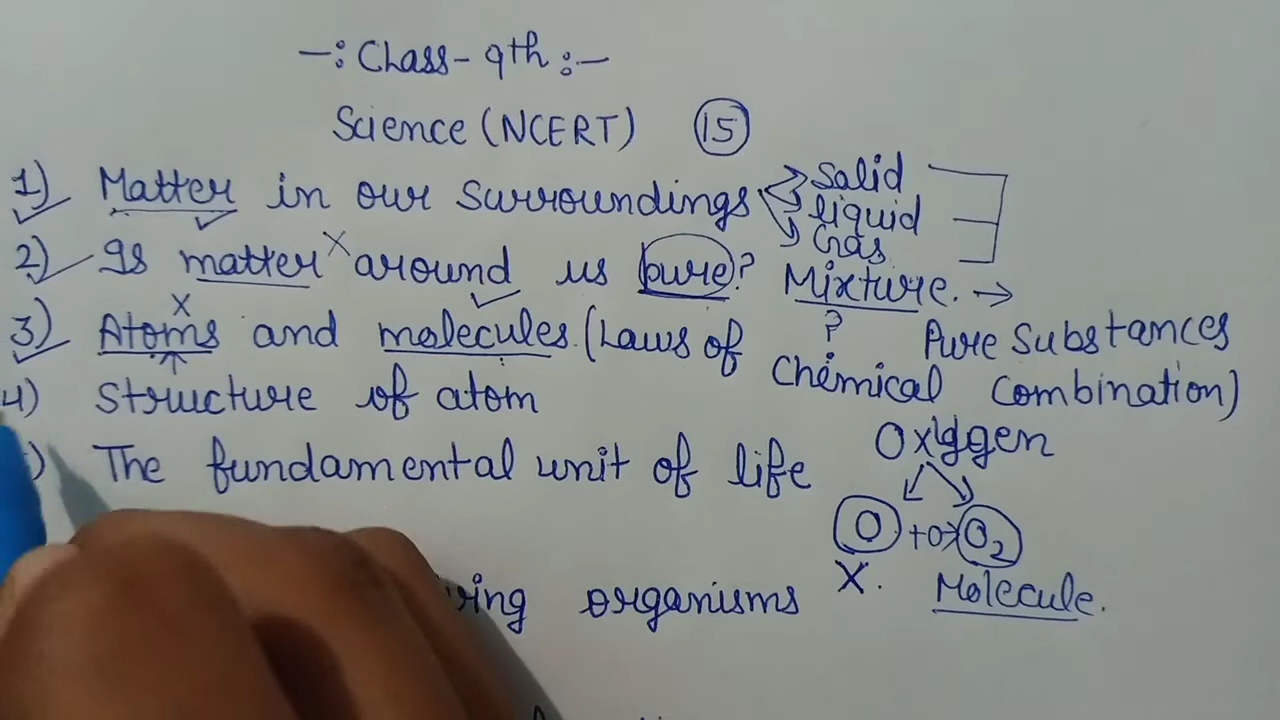 -: Class - 9th :-
Science (NCERT) 15
1) Matter in our surroundings Solid
liquid
Gas
2) Is matter x around us pure? Mixture. →
?
Pure Substances
x
3) Atoms and molecules. (Laws of Chemical Combination)
4) Structure of atom
) The fundamental unit of life
Oxygen
O + O → O2
X. Molecule.
organisms